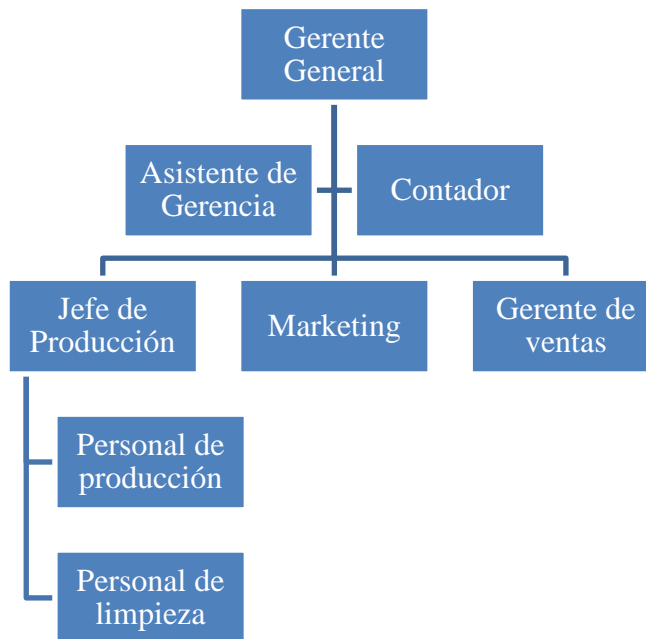 Gerente
General
Asistente de
Gerencia
Contador
Jefe de
Producción
Marketing
Gerente de
ventas
Personal de
producción
Personal de
limpieza